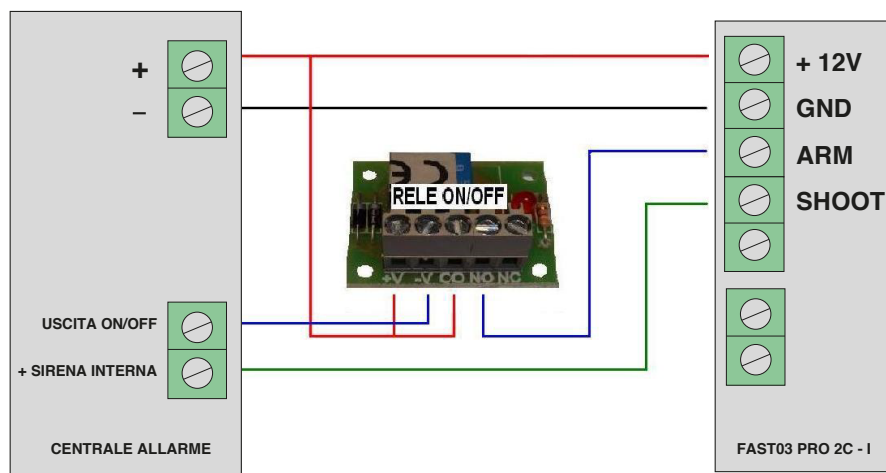 +
–
USCITA ON/OFF
+ SIRENA INTERNA
CENTRALE ALLARME
RELE ON/OFF
+V -V CO NO NC
+ 12V
GND
ARM
SHOOT
FAST03 PRO 2C - I